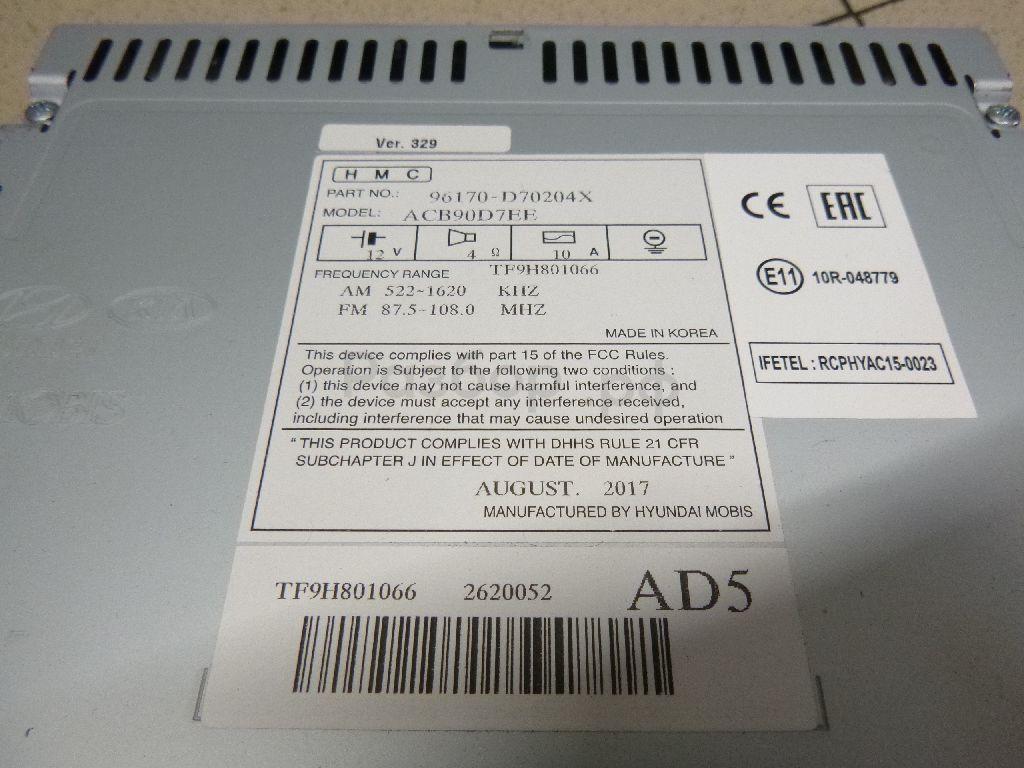 Ver. 329
H M C
PART NO.: 96170-D70204X
MODEL: ACB90D7EE
12 V 4 Ω 10 A
TF9H801066
FREQUENCY RANGE
AM 522~1620 KHZ
FM 87.5~108.0 MHZ
MADE IN KOREA
This device complies with part 15 of the FCC Rules.
Operation is Subject to the following two conditions :
(1) this device may not cause harmful interference, and
(2) the device must accept any interference received,
including interference that may cause undesired operation
" THIS PRODUCT COMPLIES WITH DHHS RULE 21 CFR
SUBCHAPTER J IN EFFECT OF DATE OF MANUFACTURE "
AUGUST. 2017
MANUFACTURED BY HYUNDAI MOBIS
CE EAC
E11 10R-048779
IFETEL : RCPHYAC15-0023
TF9H801066 2620052 AD5
KIA
MOBIS